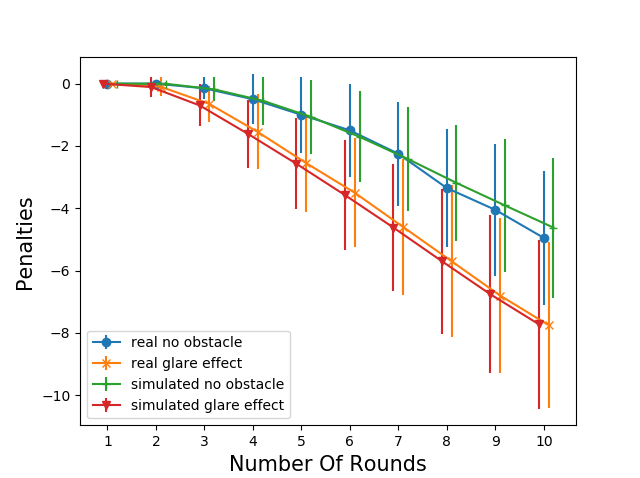 0
−2
−4
−6
−8
−10
Penalties
real no obstacle
real glare effect
simulated no obstacle
simulated glare effect
1 2 3 4 5 6 7 8 9 10
Number Of Rounds